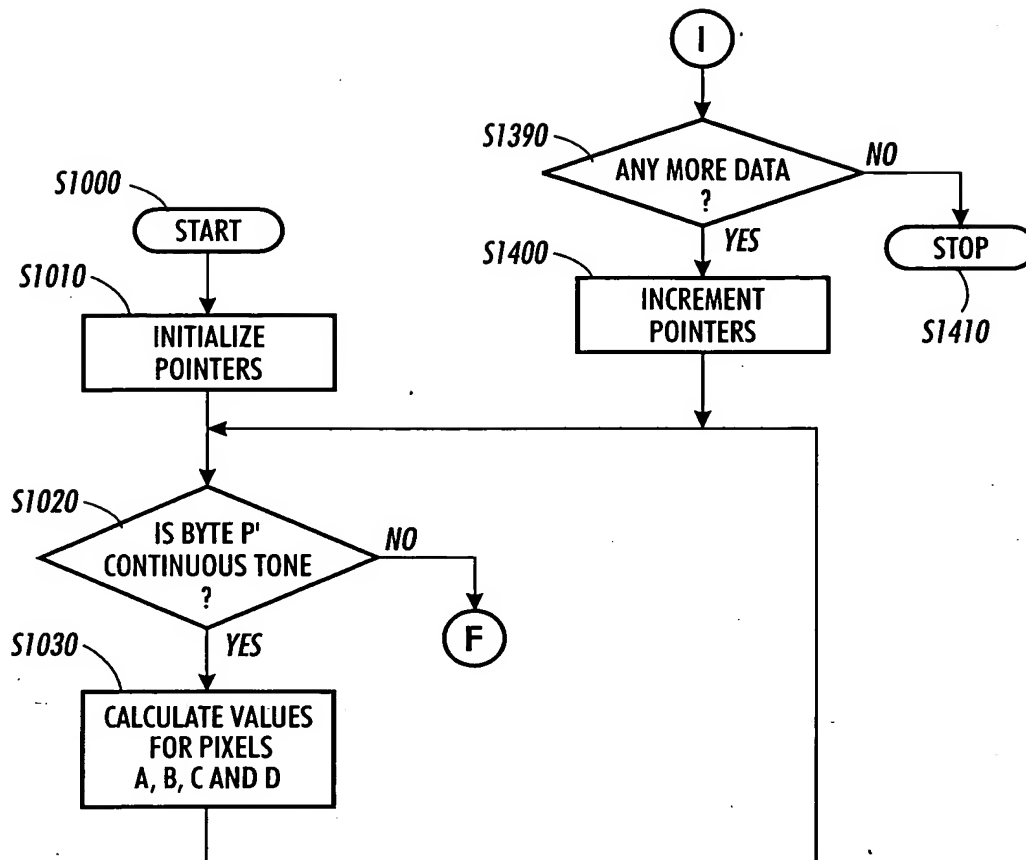 I
S1390
ANY MORE DATA
?
NO
YES
STOP
S1410
S1400
INCREMENT
POINTERS
S1000
START
S1010
INITIALIZE
POINTERS
S1020
IS BYTE P'
CONTINUOUS TONE
?
NO
F
YES
S1030
CALCULATE VALUES
FOR PIXELS
A, B, C AND D